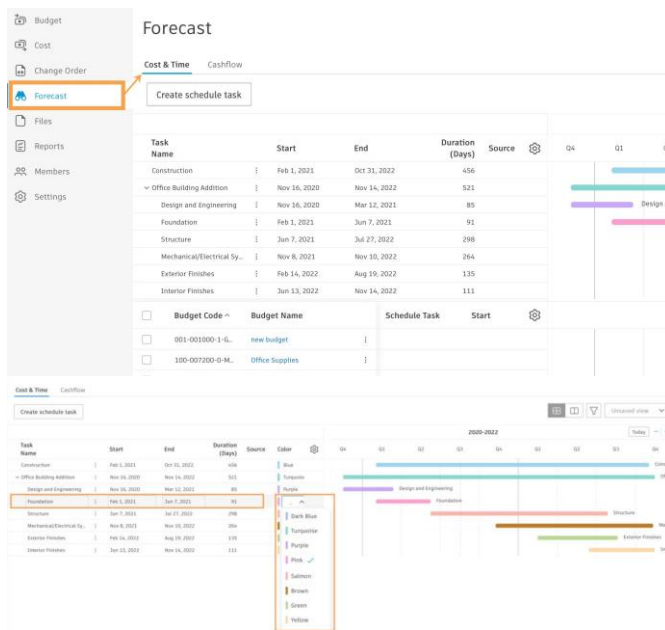 Budget
Cost
Change Order
Forecast
Files
Reports
Members
Settings
Forecast
Cost & Time Cashflow
Create schedule task
Task Name Start End Duration (Days) Source Q4 Q1
Construction Feb 1, 2021 Oct 31, 2022 456
Office Building Addition Nov 16, 2020 Nov 14, 2022 521
Design and Engineering Nov 16, 2020 Mar 12, 2021 85 Design
Foundation Feb 1, 2021 Jun 7, 2021 91
Structure Jun 7, 2021 Jul 27, 2022 298
Mechanical/Electrical Sy... Nov 8, 2021 Nov 10, 2022 264
Exterior Finishes Feb 14, 2022 Aug 19, 2022 135
Interior Finishes Jun 13, 2022 Nov 14, 2022 111
Budget Code Budget Name Schedule Task Start
001-001000-1-G... new budget
100-007200-0-M... Office Supplies
Cost & Time Cashflow
Create schedule task Unsaved view
2020-2022 Today
Task Name Start End Duration (Days) Source Color Q4 Q1 Q2 Q3 Q4 Q1 Q2 Q3 Q4
Construction Feb 1, 2021 Oct 31, 2022 456 Blue
Office Building Addition Nov 16, 2020 Nov 14, 2022 521 Turquoise
Design and Engineering Nov 16, 2020 Mar 12, 2021 85 Purple Design and Engineering
Foundation Feb 1, 2021 Jun 7, 2021 91 Foundation
Structure Jun 7, 2021 Jul 27, 2022 298 Structure
Mechanical/Electrical Sy... Nov 8, 2021 Nov 10, 2022 264
Exterior Finishes Feb 14, 2022 Aug 19, 2022 135 Exterior Finishes
Interior Finishes Jun 13, 2022 Nov 14, 2022 111
Dark Blue
Turquoise
Purple
Pink
Salmon
Brown
Green
Yellow